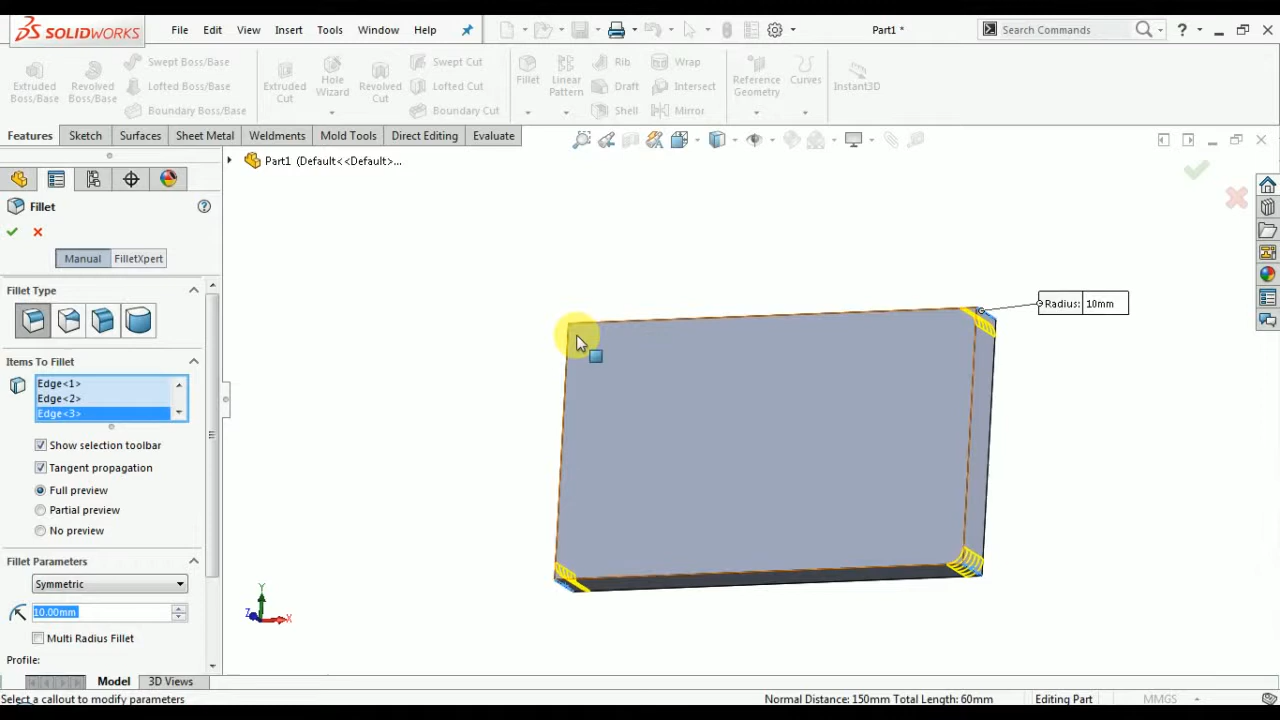 SOLIDWORKS File Edit View Insert Tools Window Help Part1 * Search Commands ?
Extruded Boss/Base
Revolved Boss/Base
Swept Boss/Base
Lofted Boss/Base
Boundary Boss/Base
Extruded Cut
Hole Wizard
Revolved Cut
Swept Cut
Lofted Cut
Boundary Cut
Fillet
Linear Pattern
Rib
Draft
Shell
Wrap
Intersect
Mirror
Reference Geometry
Curves
Instant3D
Features Sketch Surfaces Sheet Metal Weldments Mold Tools Direct Editing Evaluate
Part1 (Default<<Default>...
Fillet ?
Manual FilletXpert
Fillet Type
Items To Fillet
Edge<1>
Edge<2>
Edge<3>
Show selection toolbar
Tangent propagation
Full preview
Partial preview
No preview
Fillet Parameters
Symmetric
10.00mm
Multi Radius Fillet
Profile:
Radius: 10mm
Y
Z X
Model 3D Views
Select a callout to modify parameters Normal Distance: 150mm Total Length: 60mm Editing Part MMGS